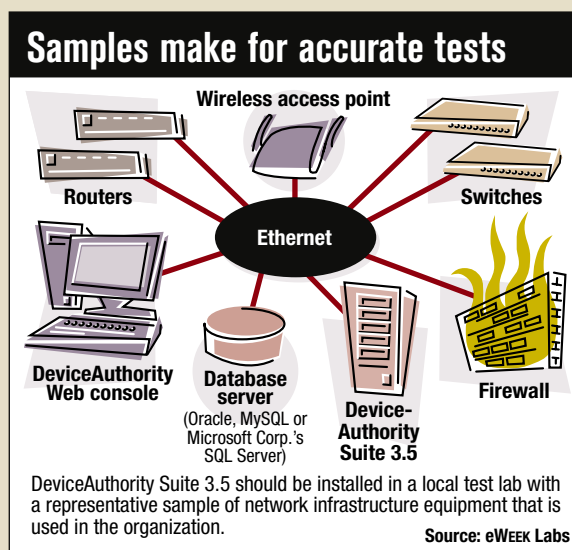 Samples make for accurate tests
Wireless access point
Routers
Switches
Ethernet
DeviceAuthority
Web console
Database
server
(Oracle, MySQL or
Microsoft Corp.'s
SQL Server)
Device-
Authority
Suite 3.5
Firewall
DeviceAuthority Suite 3.5 should be installed in a local test lab with
a representative sample of network infrastructure equipment that is
used in the organization.
Source: eWEEK Labs